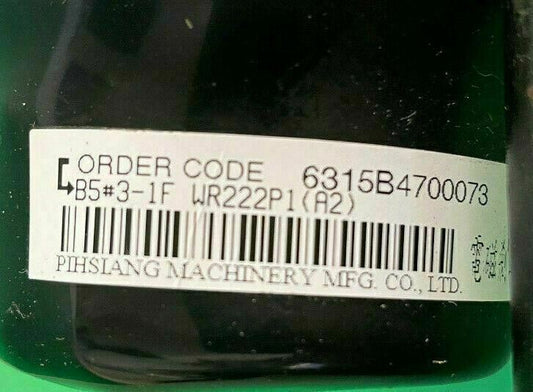 ORDER CODE 6315B4700073
B5#3-1F WR222P1(A2)
PIHSIANG MACHINERY MFG. CO., LTD.